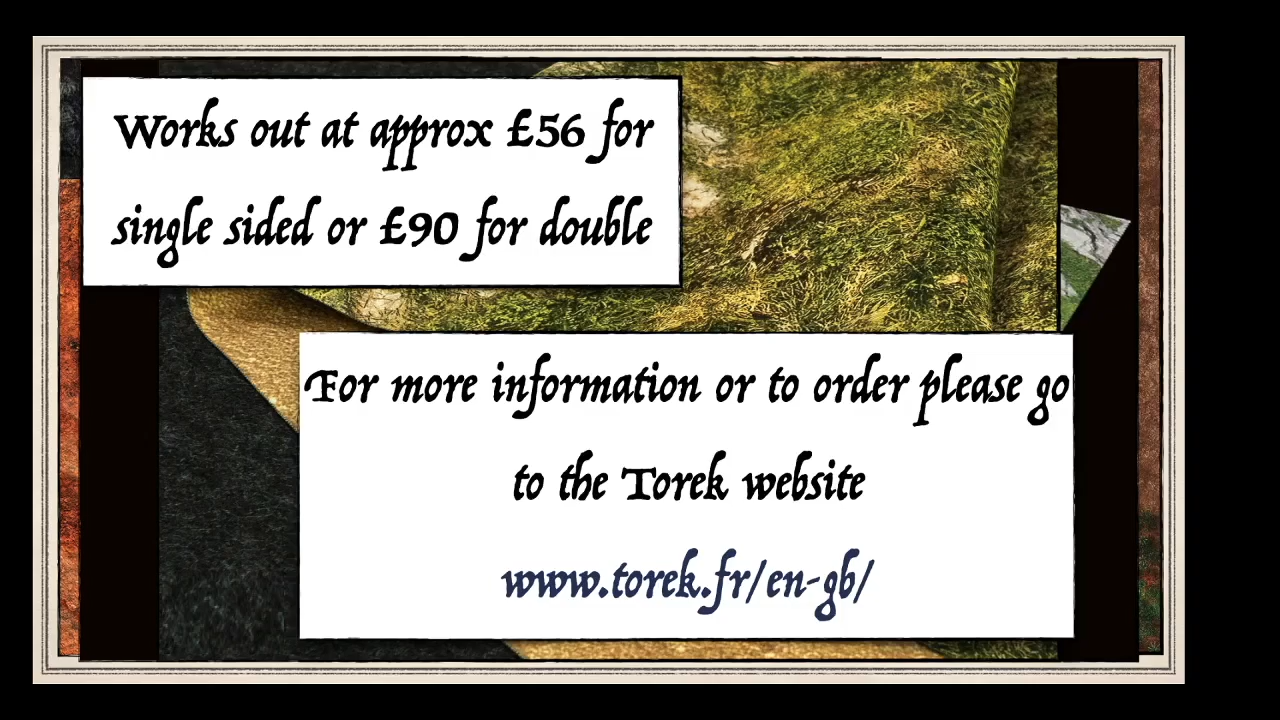 Works out at approx £56 for
single sided or £90 for double
For more information or to order please go
to the Torek website
www.torek.fr/en-gb/